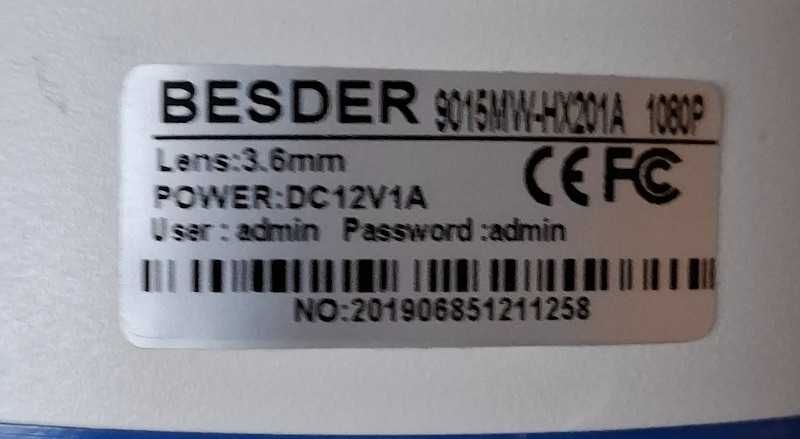 BESDER 9015MW-HX201A 1080P
Lens:3.6mm
POWER:DC12V1A
CE FC
User : admin Password :admin
NO:201906851211258